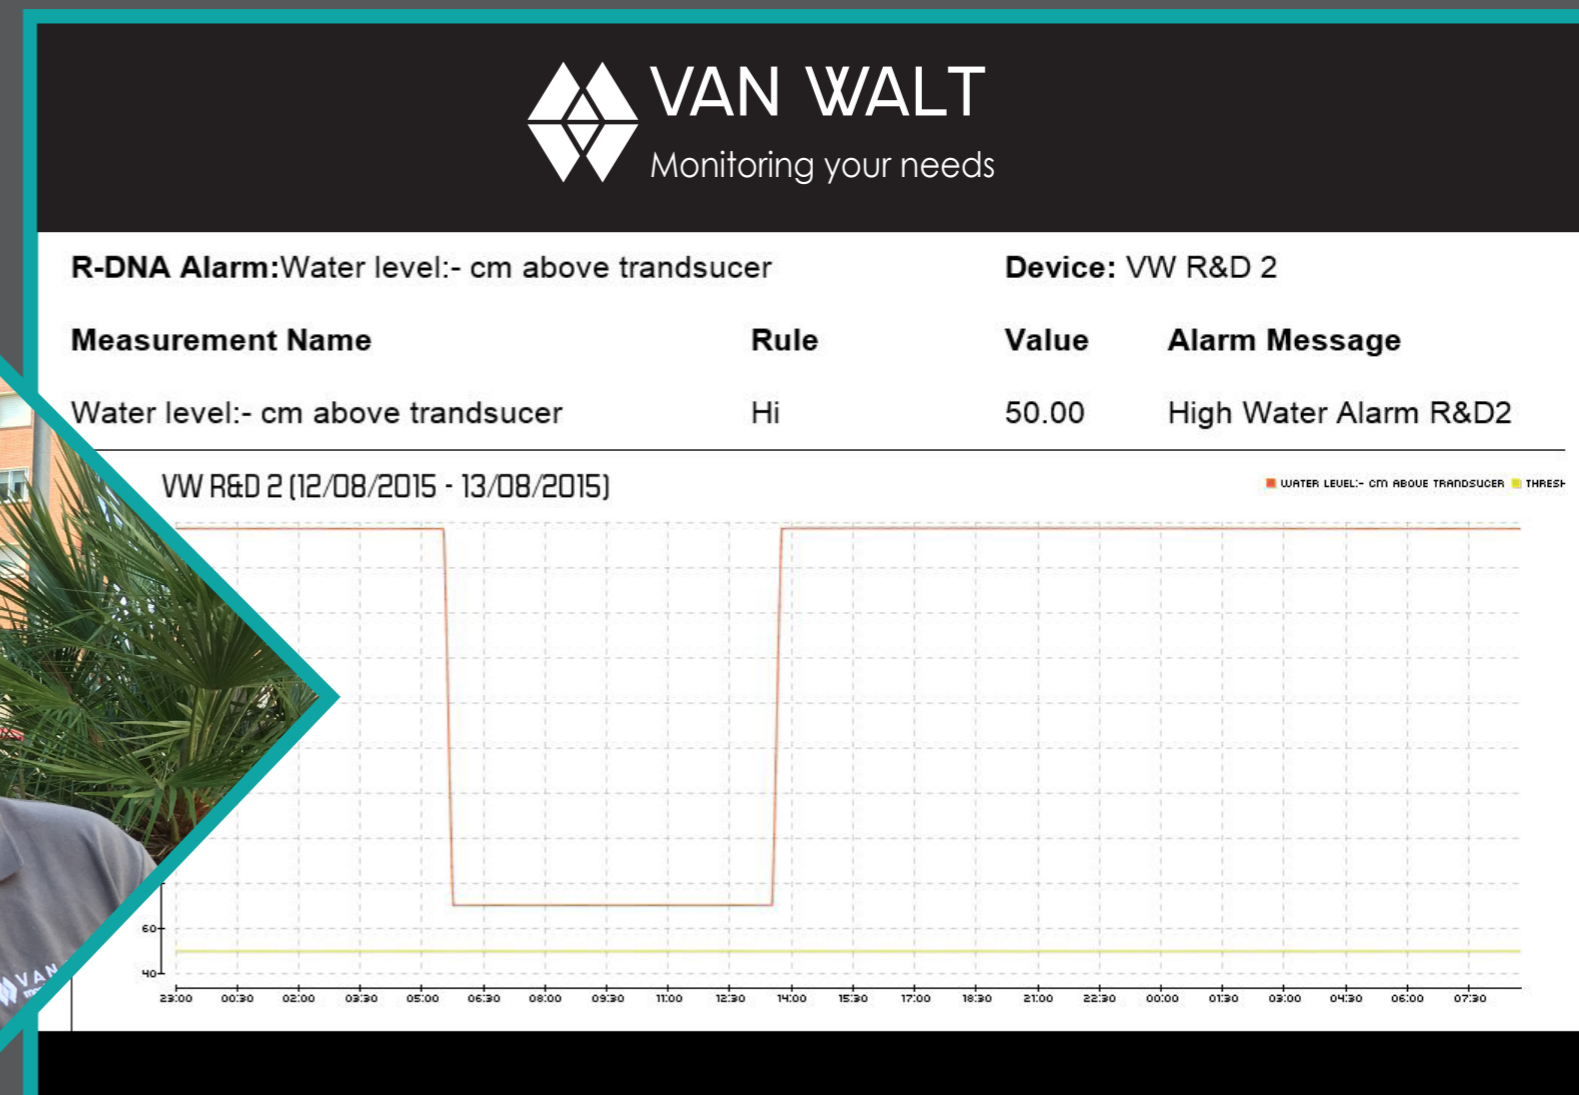 VAN WALT
Monitoring your needs
R-DNA Alarm:Water level:- cm above trandsucer Device: VW R&D 2
Measurement Name Rule Value Alarm Message
Water level:- cm above trandsucer Hi 50.00 High Water Alarm R&D2
VW R&D 2 (12/08/2015 - 13/08/2015)
WATER LEVEL:- CM ABOVE TRANDSUCER THRESH
60
40
23:00 00:30 02:00 03:30 05:00 06:30 08:00 09:30 11:00 12:30 14:00 15:30 17:00 18:30 21:00 22:30 00:00 01:30 03:00 04:30 06:00 07:30
VAN